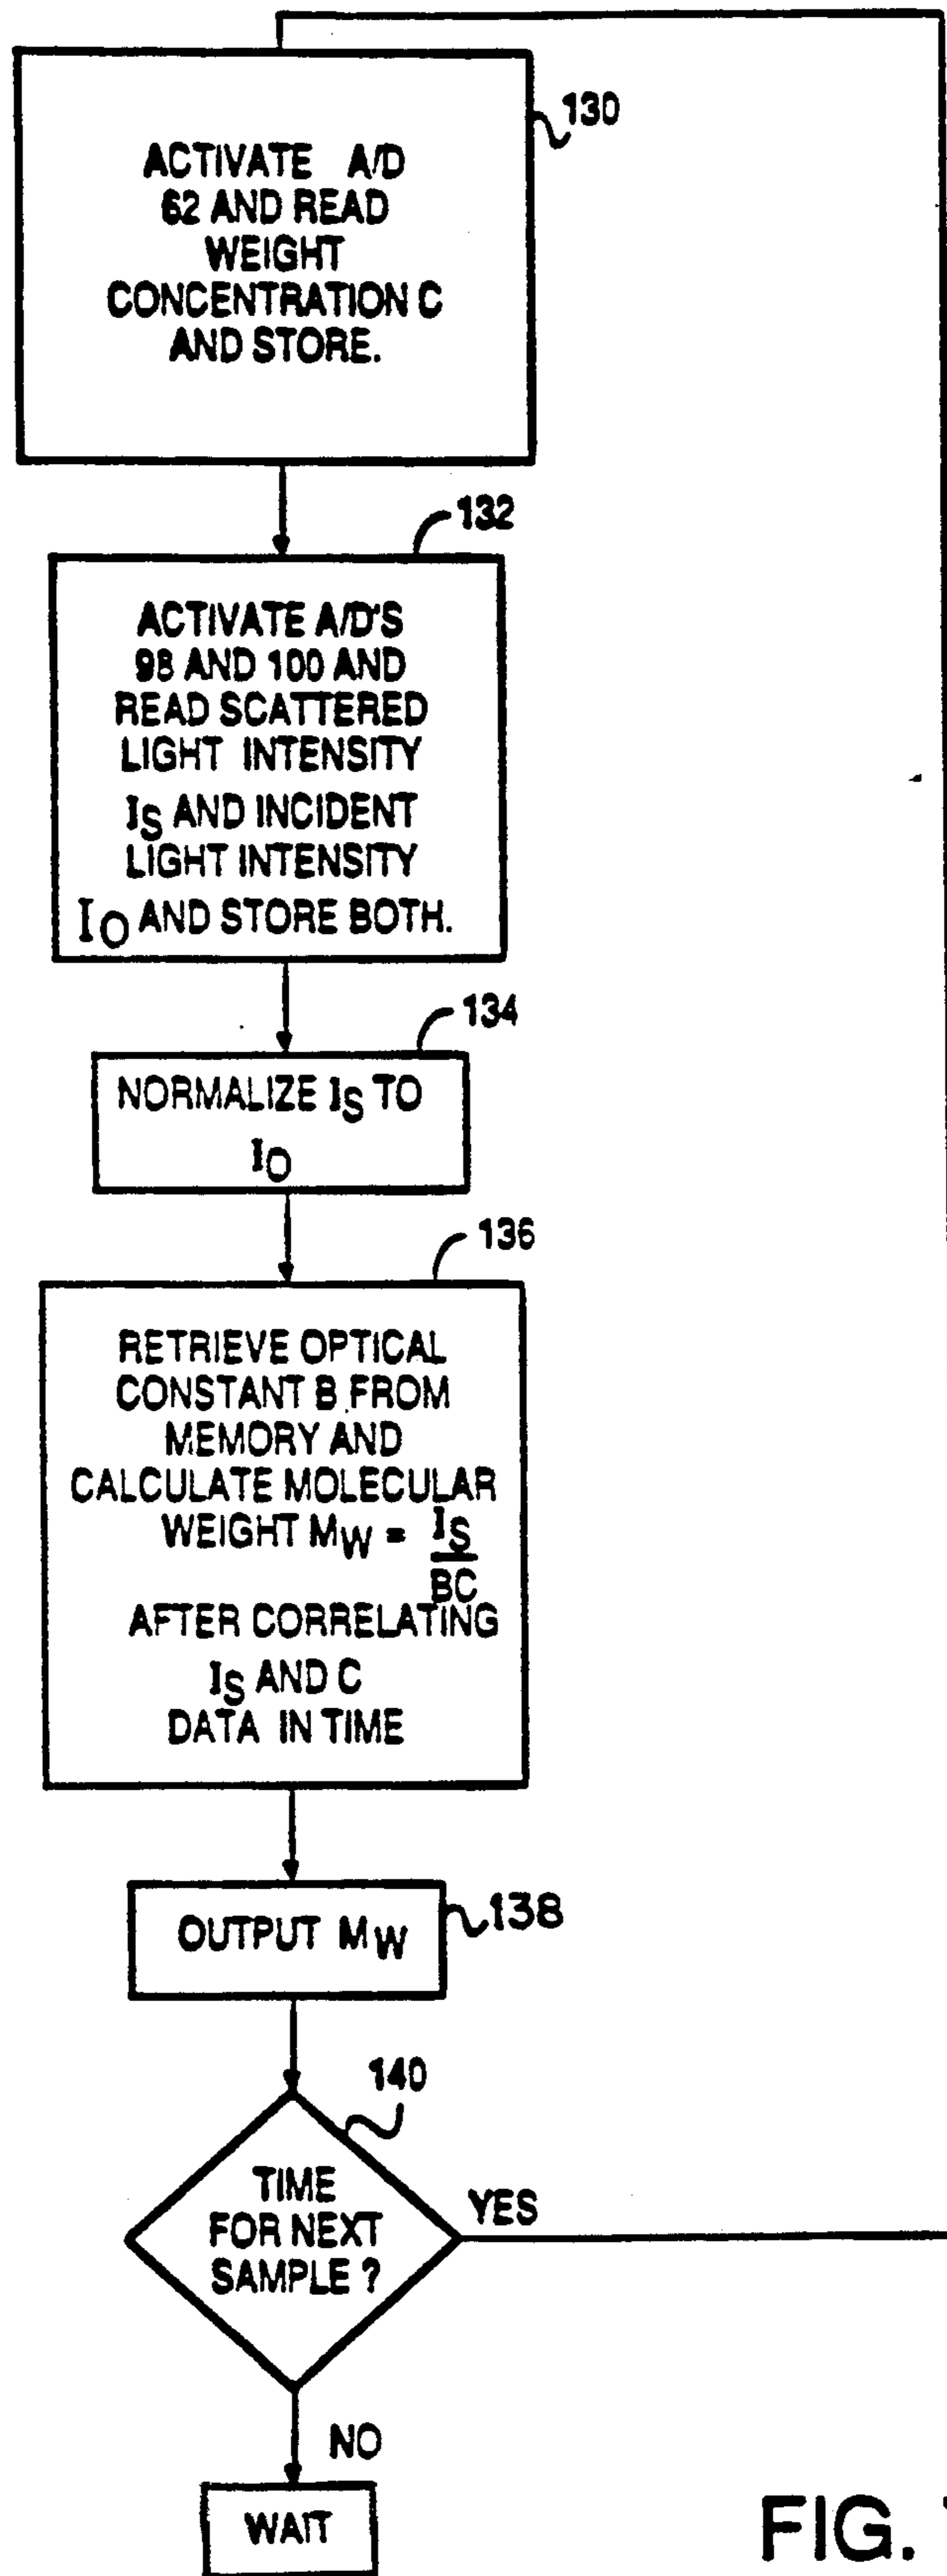 130
ACTIVATE A/D
62 AND READ
WEIGHT
CONCENTRATION C
AND STORE.
132
ACTIVATE A/D'S
98 AND 100 AND
READ SCATTERED
LIGHT INTENSITY
IS AND INCIDENT
LIGHT INTENSITY
IO AND STORE BOTH.
134
NORMALIZE IS TO
IO
136
RETRIEVE OPTICAL
CONSTANT B FROM
MEMORY AND
CALCULATE MOLECULAR
WEIGHT MW = IS
BC
AFTER CORRELATING
IS AND C
DATA IN TIME
138
OUTPUT MW
140
TIME
FOR NEXT
SAMPLE ?
YES
NO
WAIT
FIG.